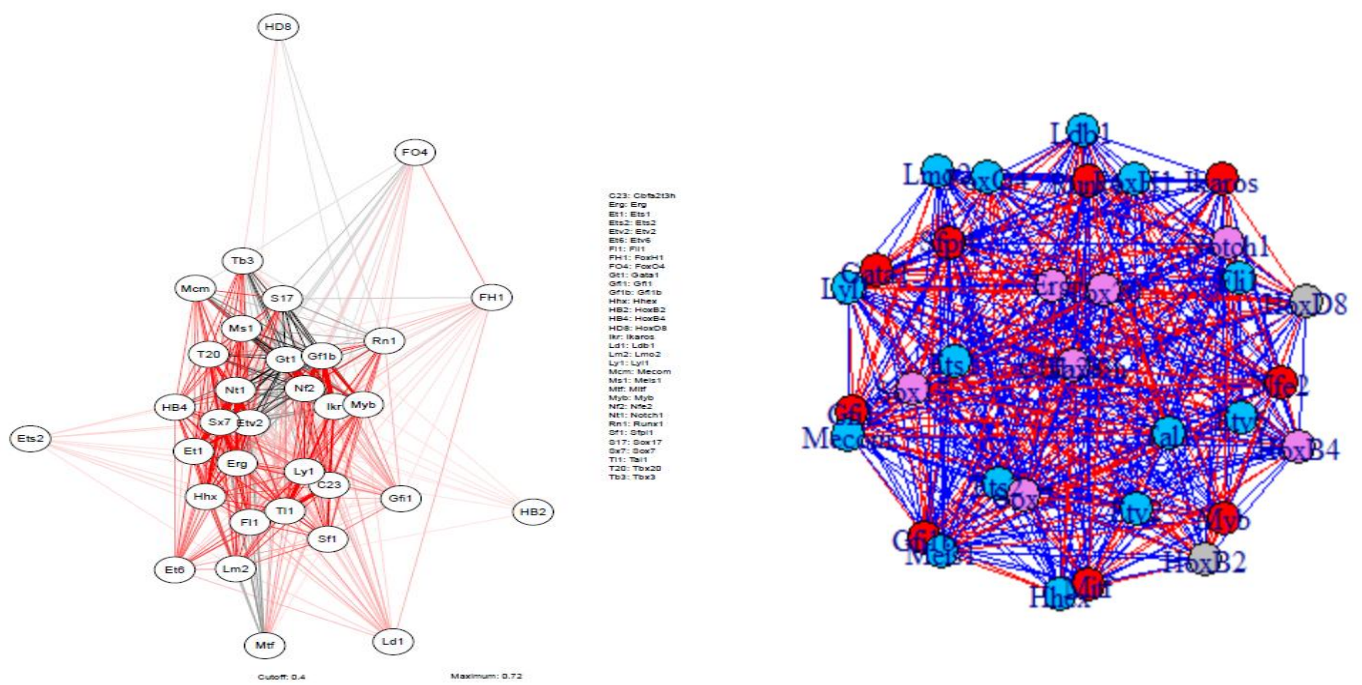 HD8
FO4
Tb3
Mcm
S17
FH1
Ms1
Rn1
T20
Gt1
Gf1b
Nt1
Nf2
HB4
Ikr
Myb
Sx7
Etv2
Ets2
Et1
Erg
Ly1
C23
Hhx
Gfi1
HB2
Fl1
Tl1
Sf1
Et6
Lm2
Mtf
Ld1
Cutoff: 0.4
Maximum: 0.72
C23: Cbfa2t3h
Erg: Erg
Et1: Ets1
Ets2: Ets2
Etv2: Etv2
Et6: Etv6
Fl1: Fli1
FH1: FoxH1
FO4: FoxO4
Gt1: Gata1
Gfi1: Gfi1
Gf1b: Gfi1b
Hhx: Hhex
HB2: HoxB2
HB4: HoxB4
HD8: HoxD8
Ikr: Ikaros
Ld1: Ldb1
Lm2: Lmo2
Ly1: Lyl1
Mcm: Mecom
Ms1: Meis1
Mtf: Mitf
Myb: Myb
Nf2: Nfe2
Nt1: Notch1
Rn1: Runx1
Sf1: Sfpi1
S17: Sox17
Sx7: Sox7
Tl1: Tal1
T20: Tbx20
Tb3: Tbx3
Ldb1
Ikaros
Notch1
Erg
HoxD8
HoxB4
Mecom
Myb
HoxB2
Meis1
Hhex
Mitf